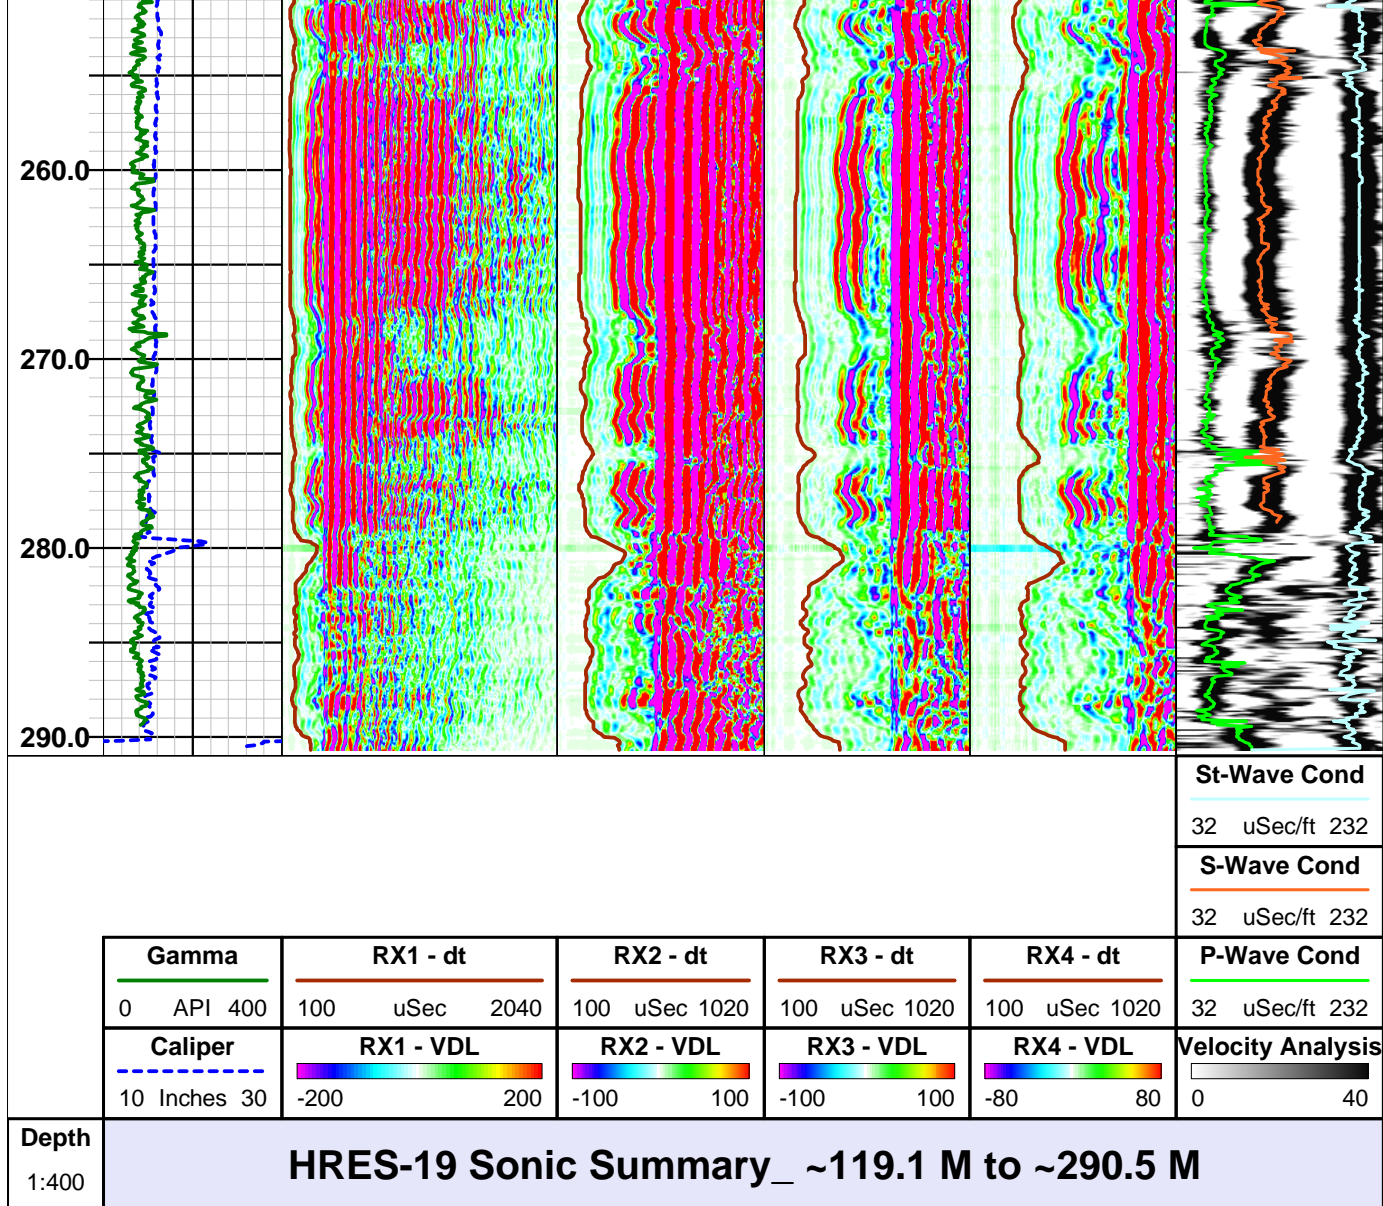 260.0
270.0
280.0
290.0
St-Wave Cond
32 uSec/ft 232
S-Wave Cond
32 uSec/ft 232
Gamma RX1 - dt RX2 - dt RX3 - dt RX4 - dt P-Wave Cond
0 API 400 100 uSec 2040 100 uSec 1020 100 uSec 1020 100 uSec 1020 32 uSec/ft 232
Caliper RX1 - VDL RX2 - VDL RX3 - VDL RX4 - VDL Velocity Analysis
10 Inches 30 -200 200 -100 100 -100 100 -80 80 0 40
Depth
1:400
HRES-19 Sonic Summary_ ~119.1 M to ~290.5 M